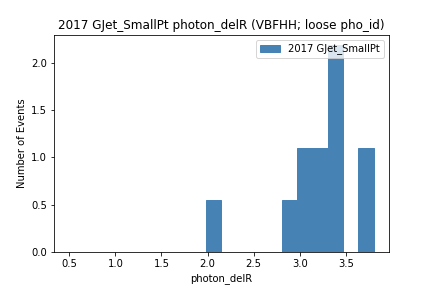 2017 GJet_SmallPt photon_delR (VBFHH; loose pho_id)
2017 GJet_SmallPt
Number of Events
2.0
1.5
1.0
0.5
0.0
0.5 1.0 1.5 2.0 2.5 3.0 3.5
photon_delR